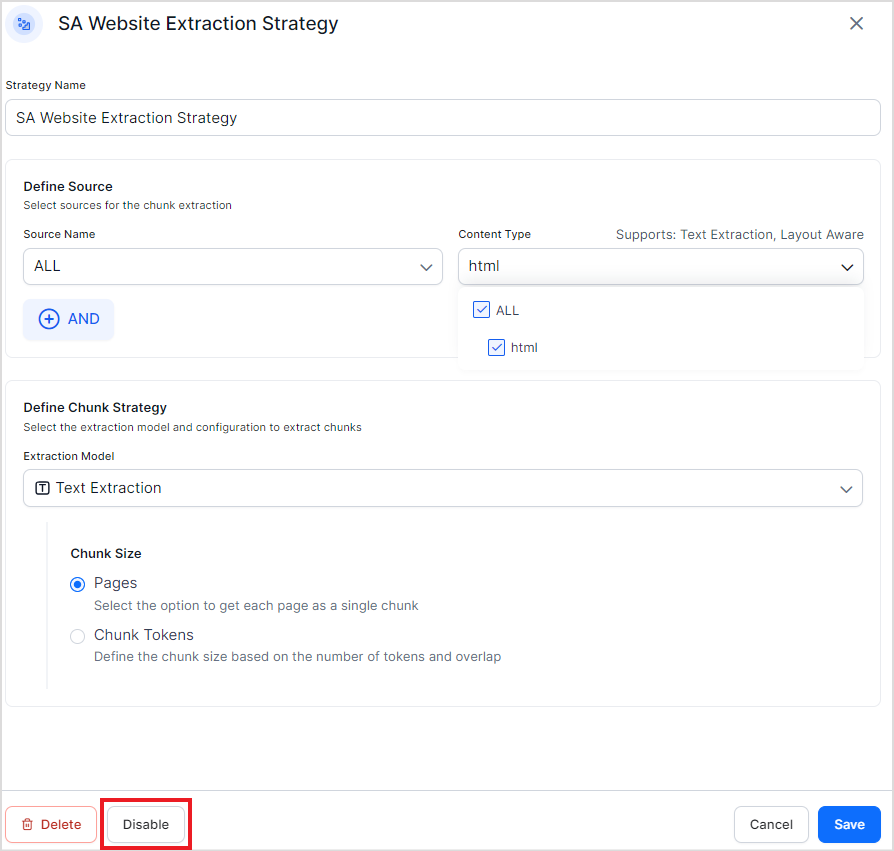 SA Website Extraction Strategy
Strategy Name
SA Website Extraction Strategy
Define Source
Select sources for the chunk extraction
Source Name
Content Type
Supports: Text Extraction, Layout Aware
ALL
html
AND
ALL
html
Define Chunk Strategy
Select the extraction model and configuration to extract chunks
Extraction Model
Text Extraction
Chunk Size
Pages
Select the option to get each page as a single chunk
Chunk Tokens
Define the chunk size based on the number of tokens and overlap
Delete
Disable
Cancel
Save